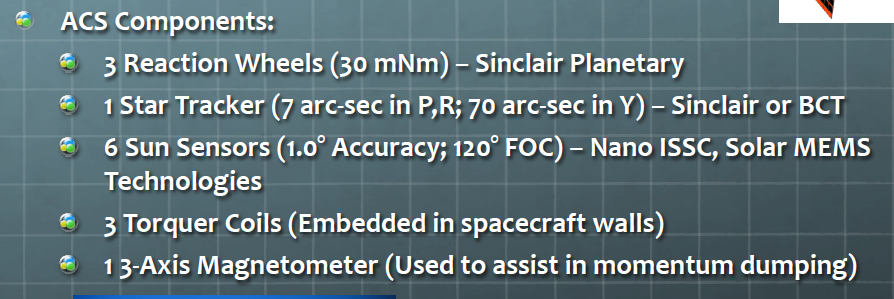 ACS Components:
3 Reaction Wheels (30 mNm) – Sinclair Planetary
1 Star Tracker (7 arc-sec in P,R; 70 arc-sec in Y) – Sinclair or BCT
6 Sun Sensors (1.0° Accuracy; 120° FOC) – Nano ISSC, Solar MEMS
Technologies
3 Torquer Coils (Embedded in spacecraft walls)
1 3-Axis Magnetometer (Used to assist in momentum dumping)